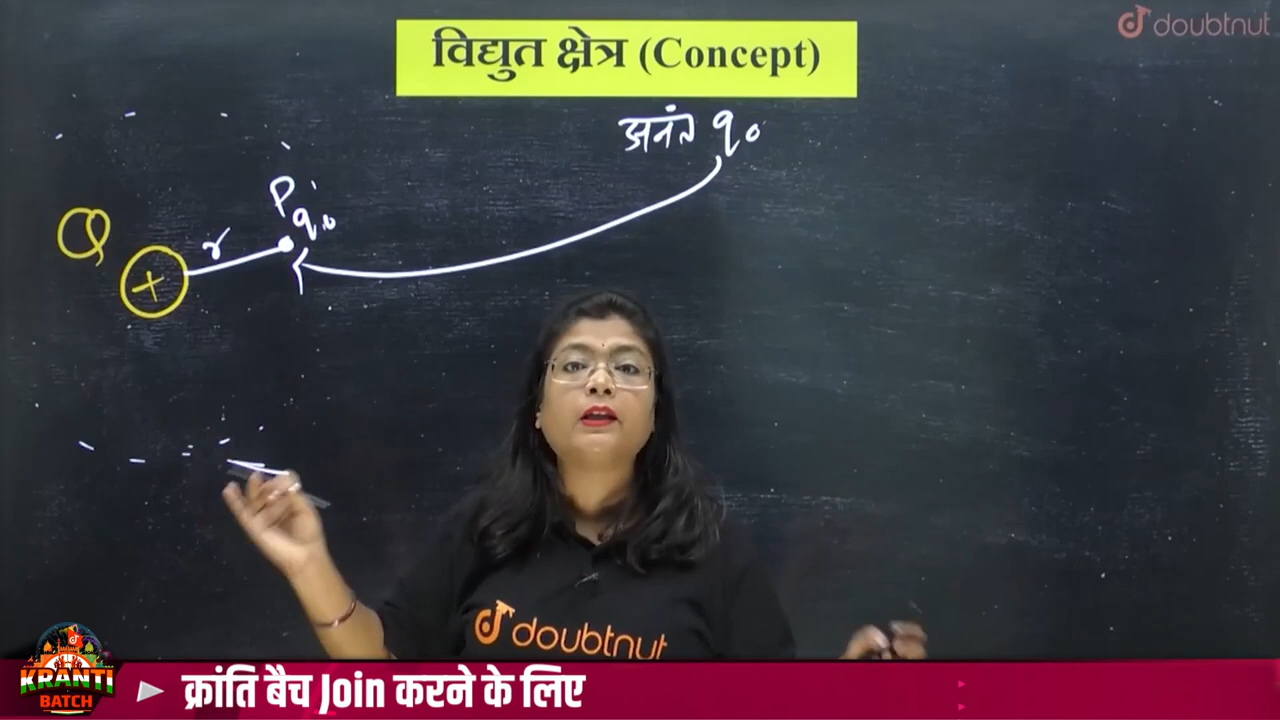 doubtnut
विद्युत क्षेत्र (Concept)
अनंत q₀
P
q₀
Q
r
+
doubtnut
KRANTI
BATCH
क्रांति बैच Join करने के लिए